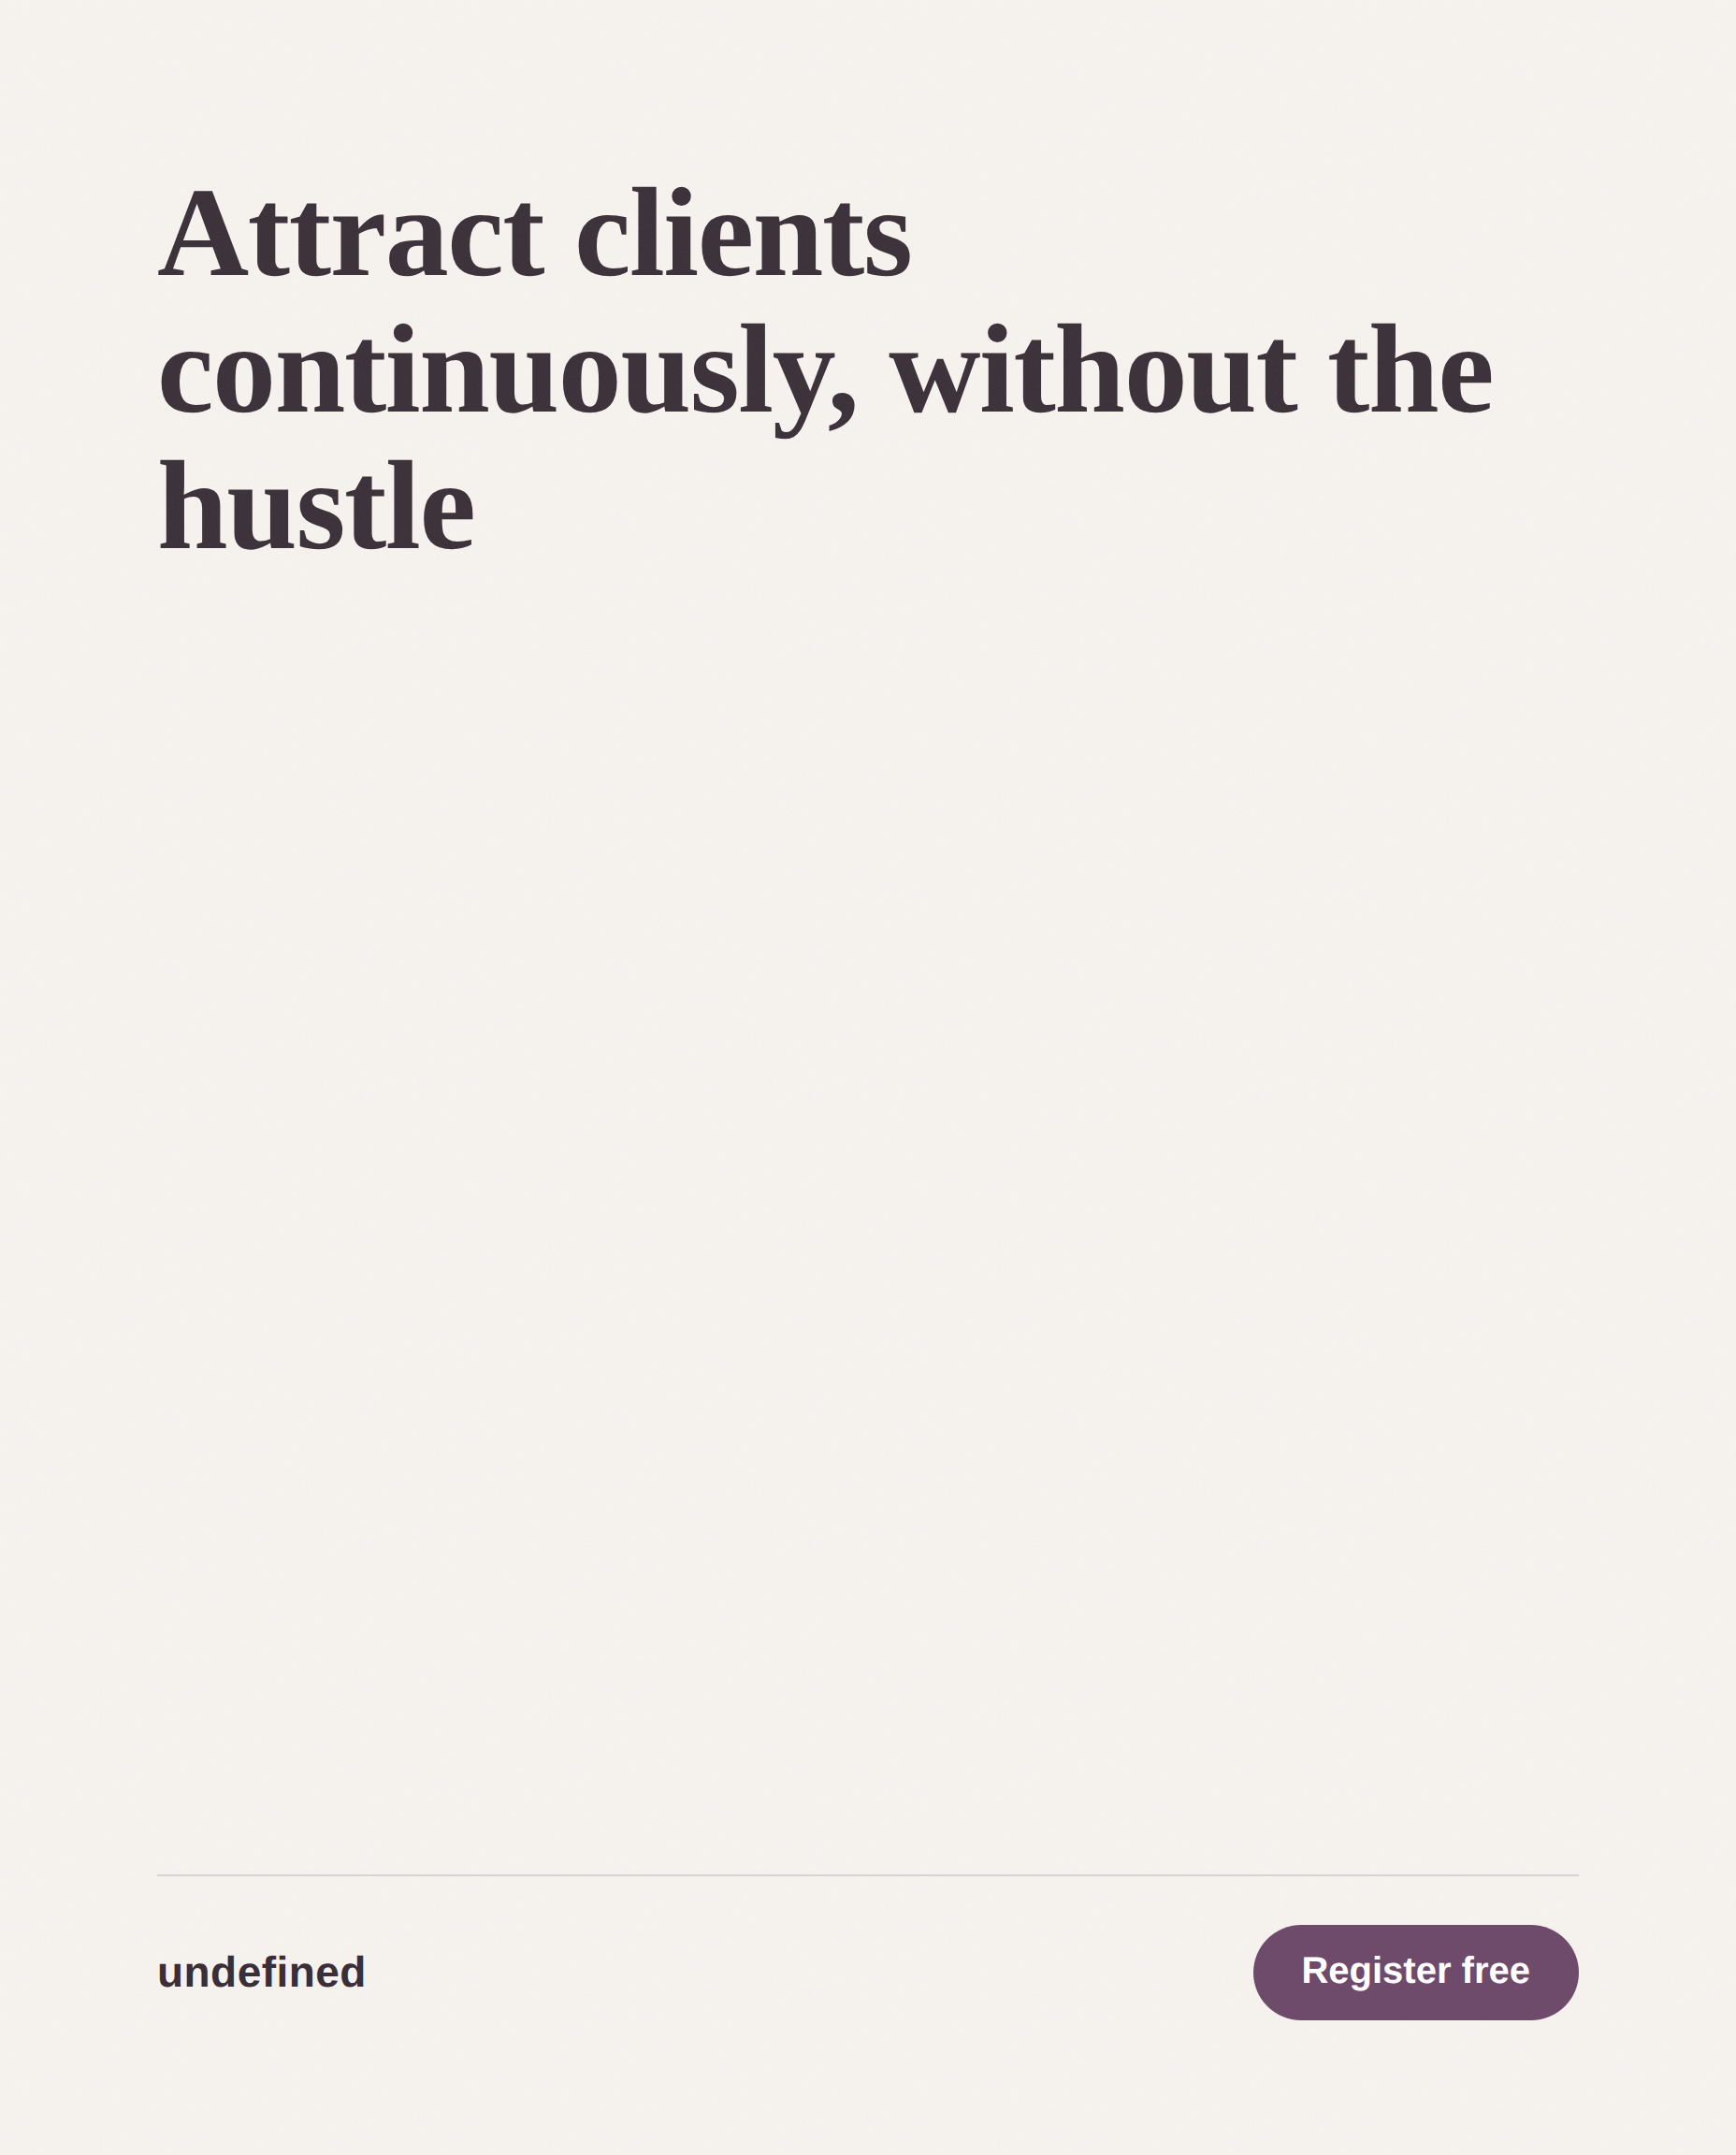 Attract clients
continuously, without the
hustle
undefined
Register free